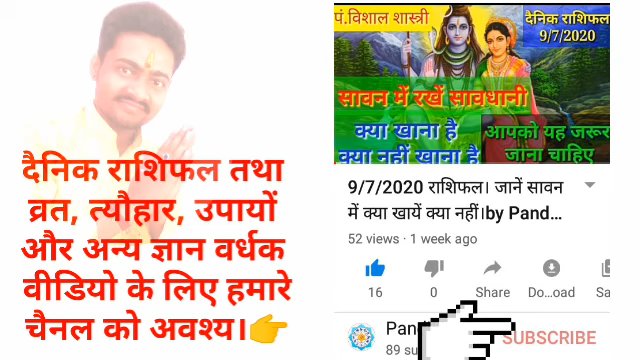 दैनिक राशिफल तथा
व्रत, त्यौहार, उपायों
और अन्य ज्ञान वर्धक
वीडियो के लिए हमारे
चैनल को अवश्य।👉
पं.विशाल शास्त्री
दैनिक राशिफल
9/7/2020
सावन में रखें सावधानी
क्या खाना है
क्या नहीं खाना है
आपको यह जरूर
जाना चाहिए
9/7/2020 राशिफल। जानें सावन
में क्या खायें क्या नहीं।by Pand...
52 views · 1 week ago
16 0 Share Do...oad Sa
Pan
89 su
SUBSCRIBE